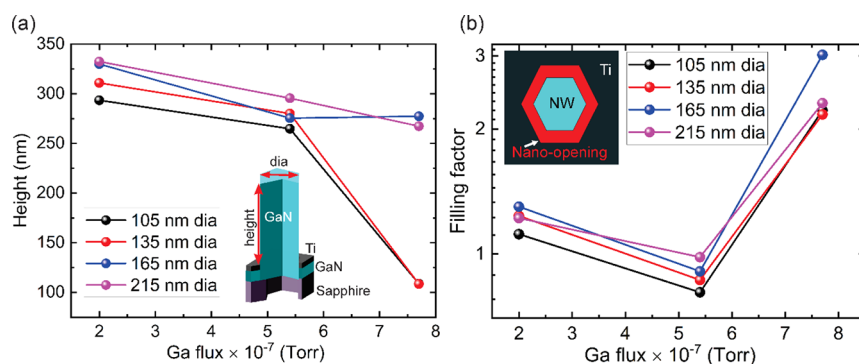 (a)
350
300
250
200
150
100
Height (nm)
2
3
4
5
6
7
8
Ga flux × 10⁻⁷ (Torr)
105 nm dia
135 nm dia
165 nm dia
215 nm dia
dia
height
GaN
Ti
GaN
Sapphire
(b)
3
2
1
Filling factor
2
3
4
5
6
7
8
Ga flux × 10⁻⁷ (Torr)
Ti
NW
Nano-opening
105 nm dia
135 nm dia
165 nm dia
215 nm dia